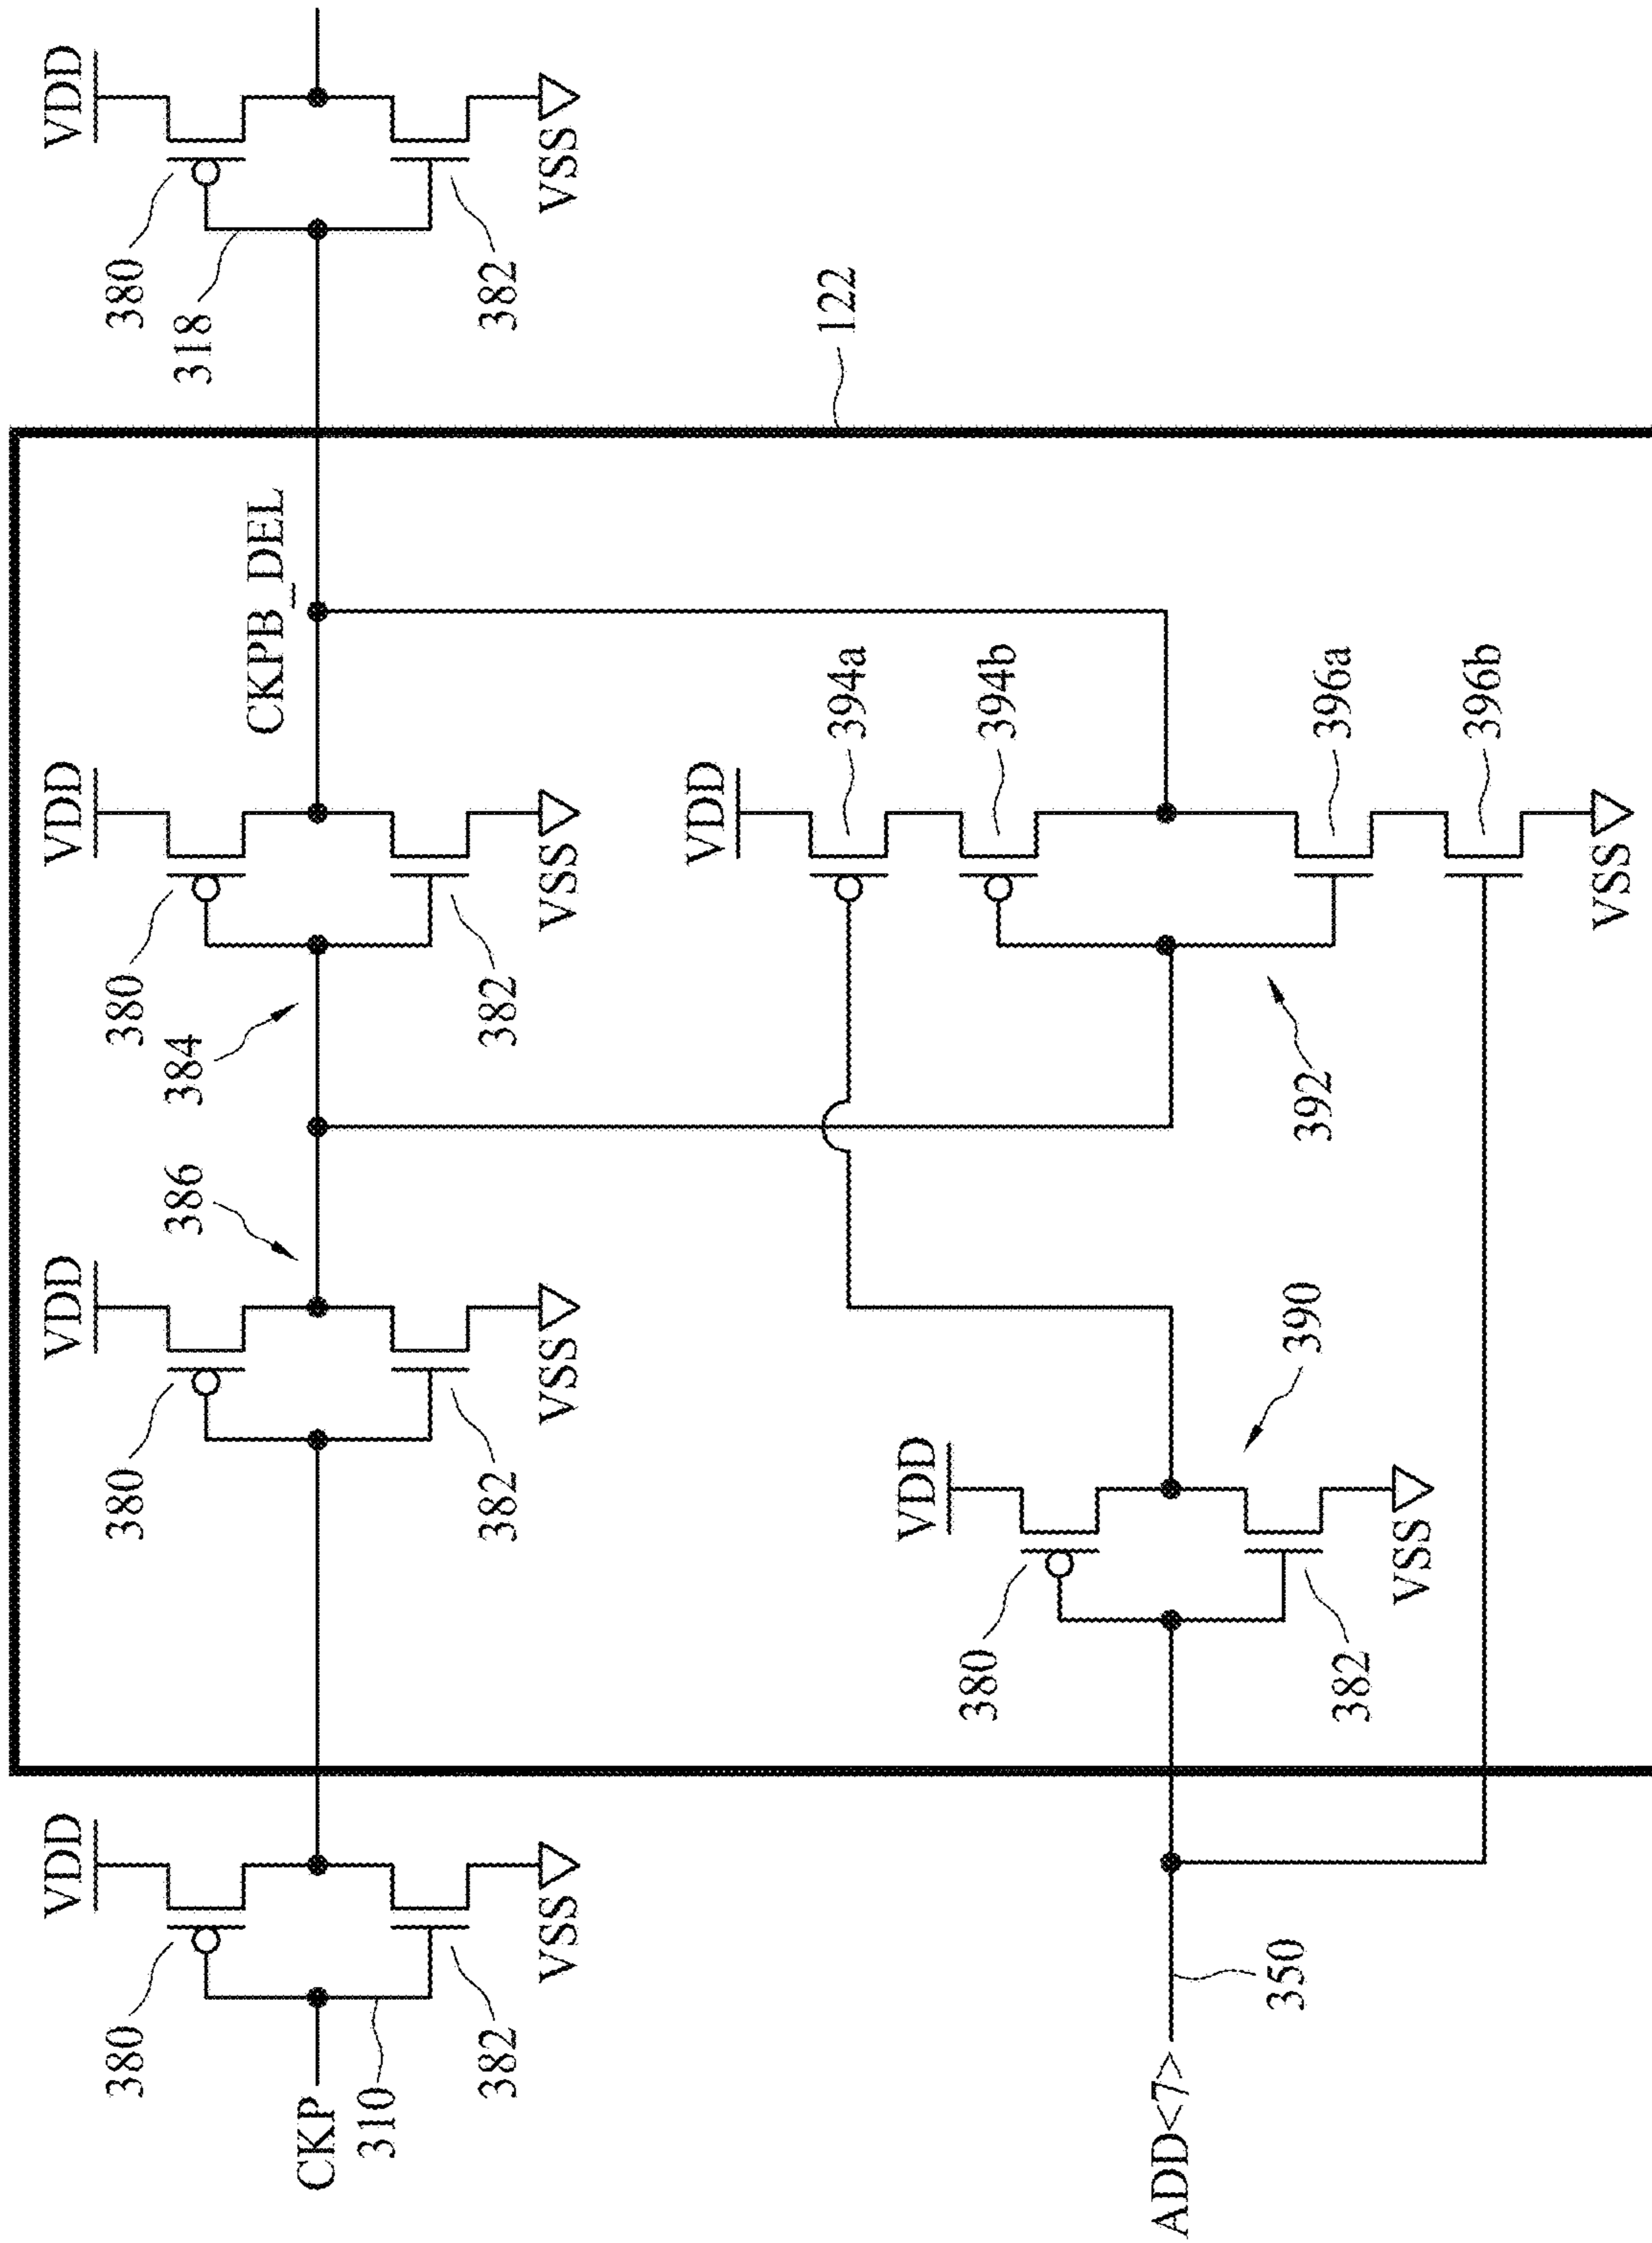 VDD
380
310
382
VSS
CKP
VDD
380
386
382
VSS
VDD
380
384
382
VSS
CKPB_DEL
VDD
380
318
382
VSS
122
ADD<7>
350
VDD
380
390
382
VSS
VDD
394a
394b
392
396a
396b
VSS